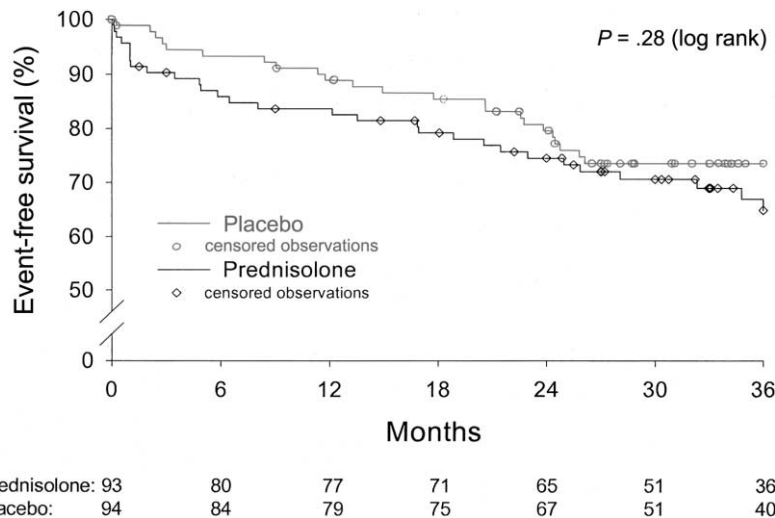 100
90
80
70
60
50
0
Event-free survival (%)
P = .28 (log rank)
Placebo
censored observations
Prednisolone
censored observations
0 6 12 18 24 30 36
Months
ednisolone: 93 80 77 71 65 51 36
acebo: 94 84 79 75 67 51 40